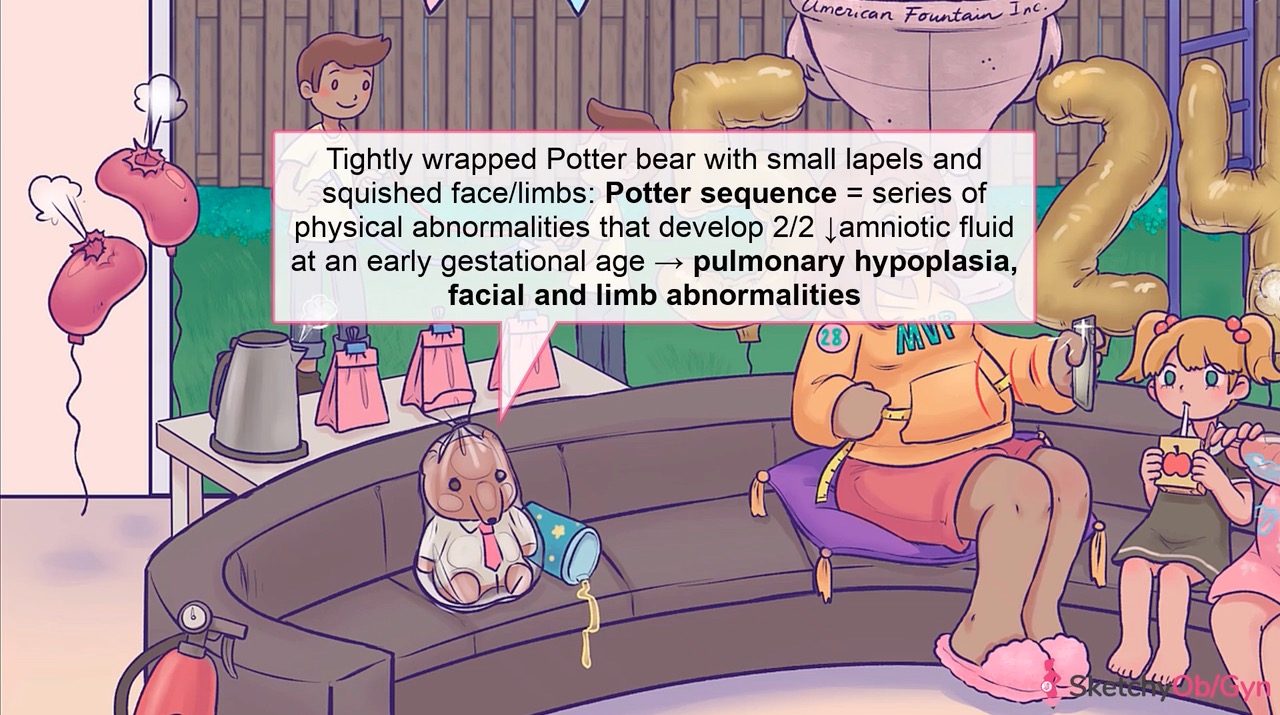 American Fountain Inc.
5
24
Tightly wrapped Potter bear with small lapels and
squished face/limbs: Potter sequence = series of
physical abnormalities that develop 2/2 ↓amniotic fluid
at an early gestational age → pulmonary hypoplasia,
facial and limb abnormalities
28
MVP
SketchyOb/Gyn